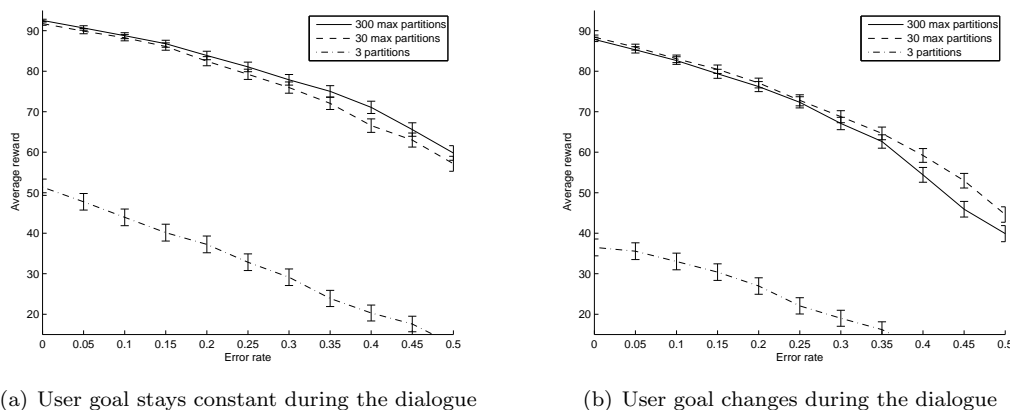 90
80
70
60
50
40
30
20
Average reward
0 0.05 0.1 0.15 0.2 0.25 0.3 0.35 0.4 0.45 0.5
Error rate
300 max partitions
30 max partitions
3 partitions
(a) User goal stays constant during the dialogue
90
80
70
60
50
40
30
20
Average reward
0 0.05 0.1 0.15 0.2 0.25 0.3 0.35 0.4 0.45 0.5
Error rate
300 max partitions
30 max partitions
3 partitions
(b) User goal changes during the dialogue